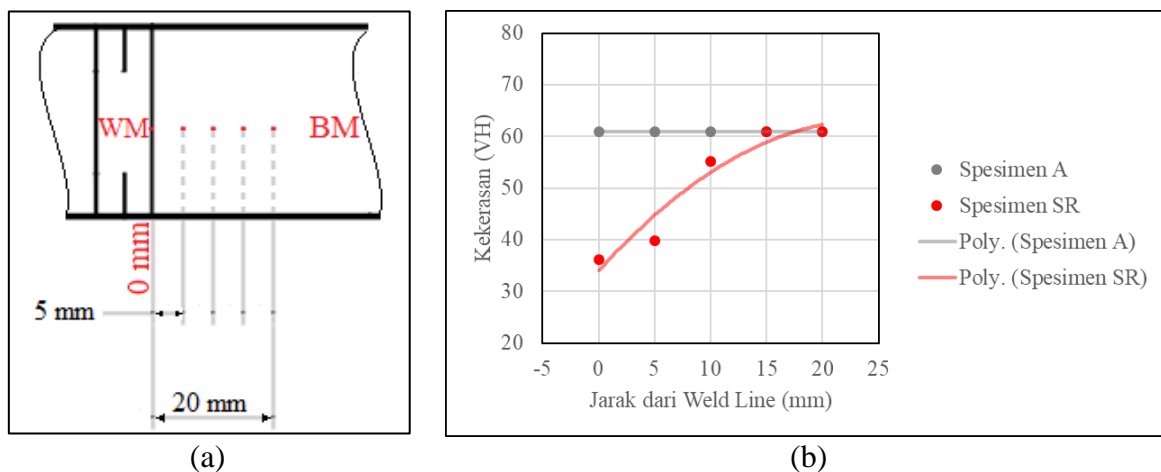 WM
BM
0 mm
5 mm
20 mm
(a)
80
70
60
50
40
30
20
-5
0
5
10
15
20
25
Kekerasan (VH)
Jarak dari Weld Line (mm)
Spesimen A
Spesimen SR
Poly. (Spesimen A)
Poly. (Spesimen SR)
(b)